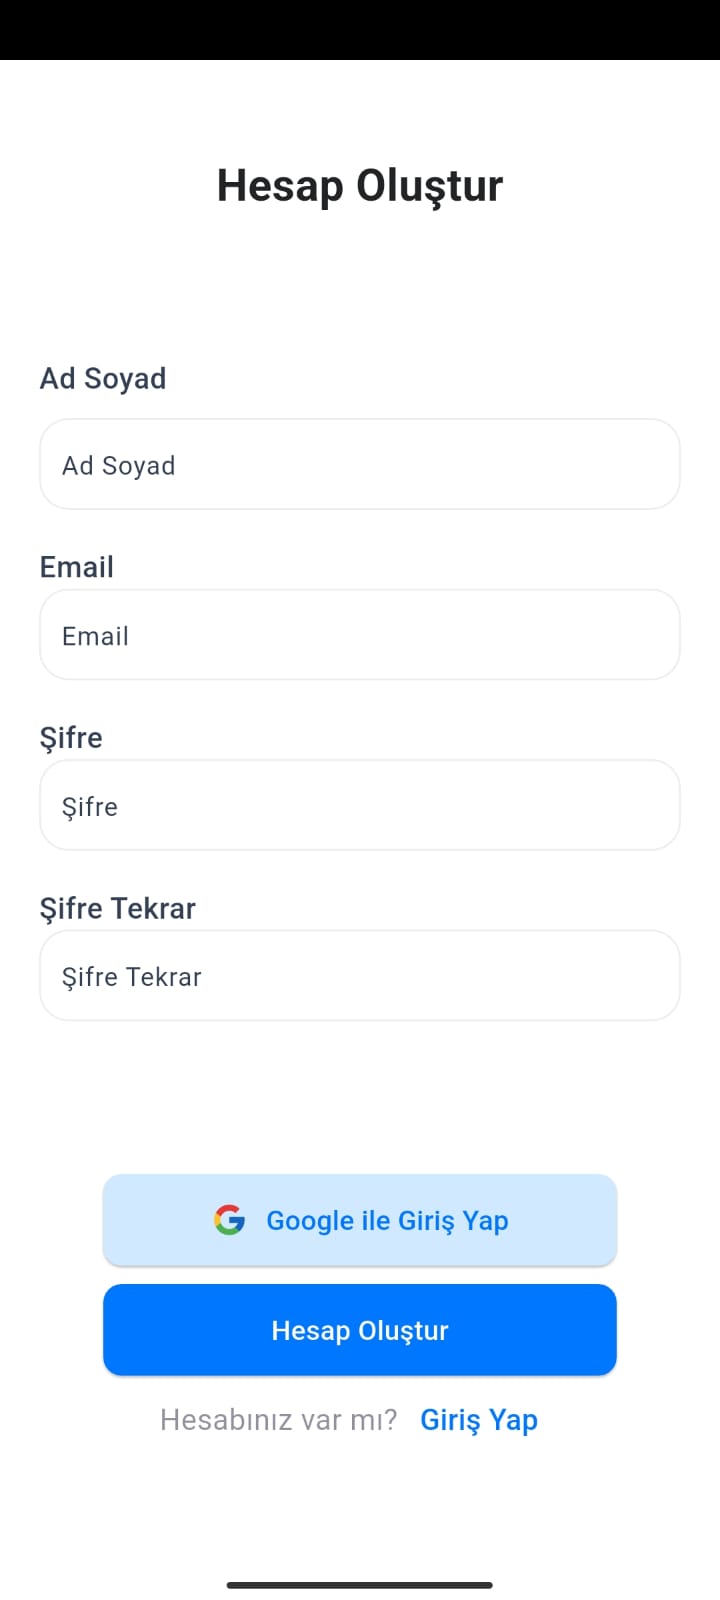 Hesap Oluştur
Ad Soyad
Ad Soyad
Email
Email
Şifre
Şifre
Şifre Tekrar
Şifre Tekrar
Google ile Giriş Yap
Hesap Oluştur
Hesabınız var mı? Giriş Yap